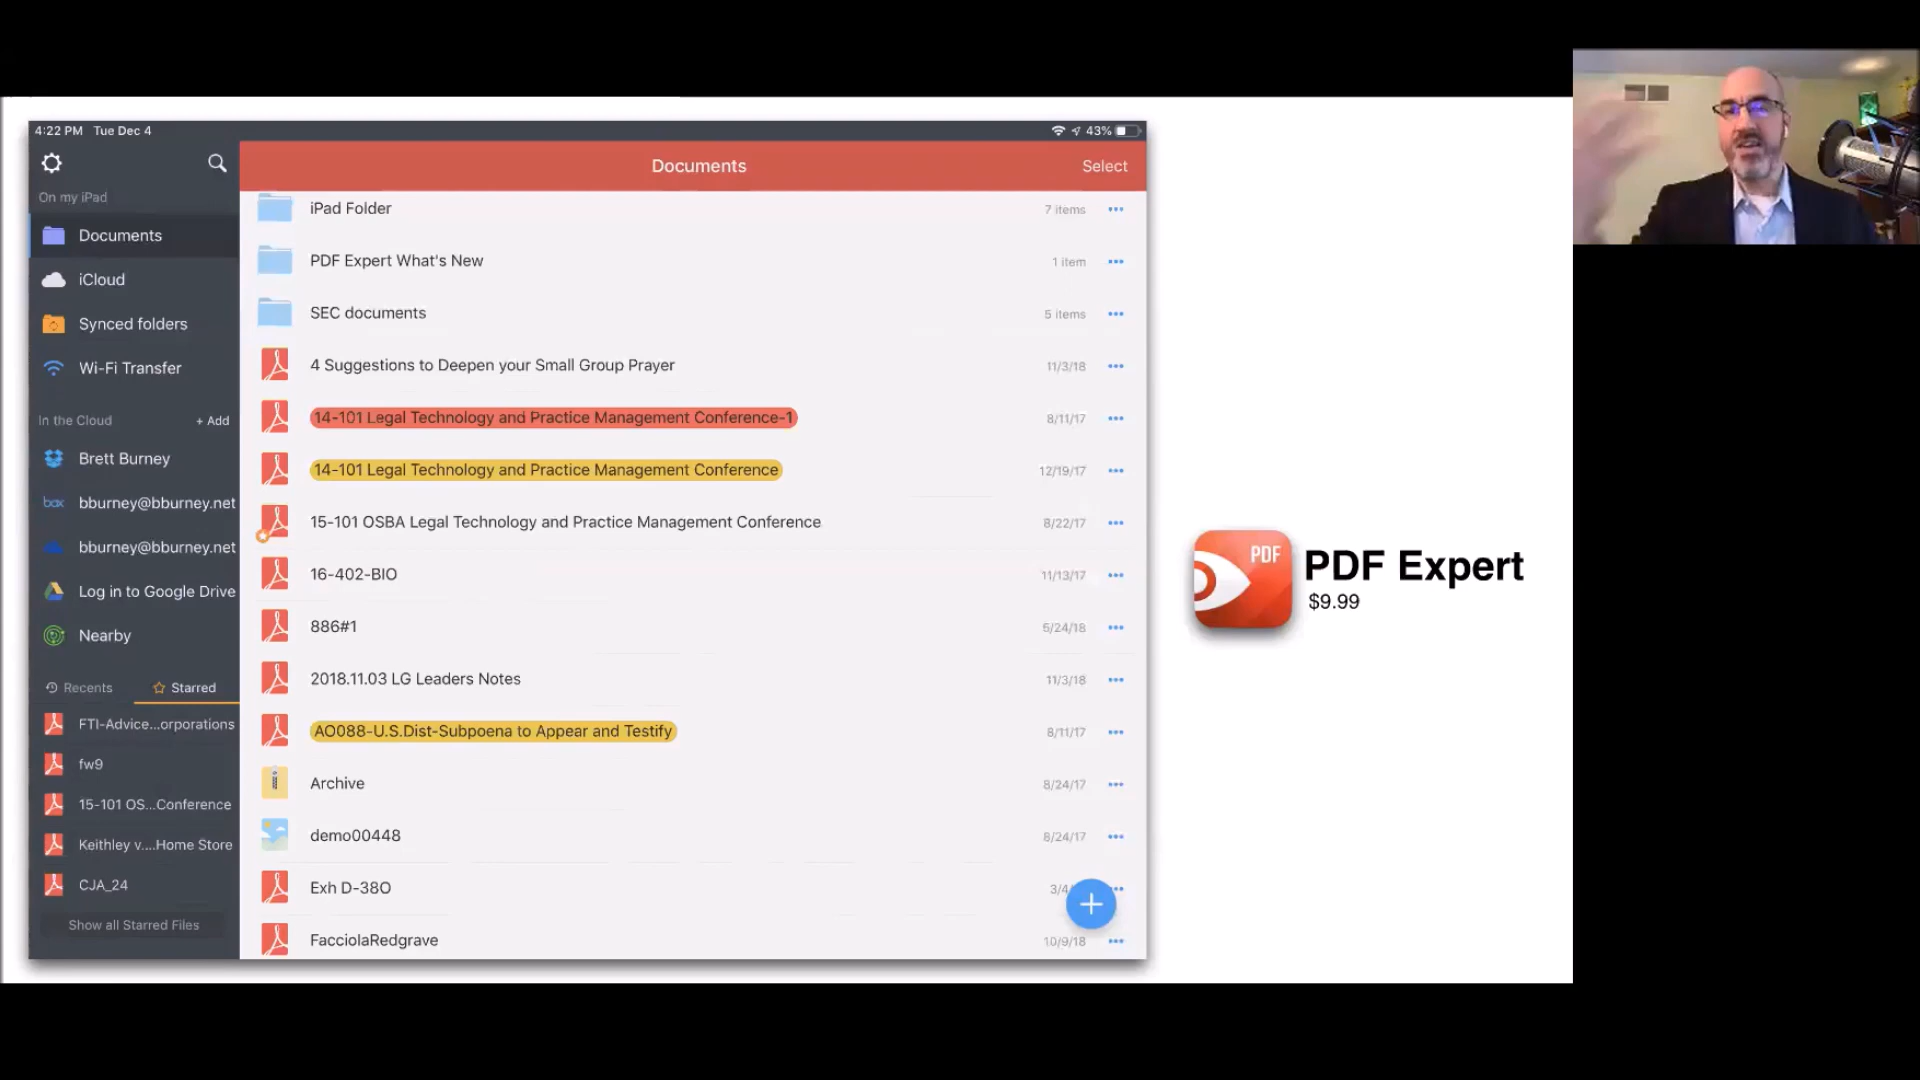 4:22 PM Tue Dec 4
43%
On my iPad
Documents
iCloud
Synced folders
Wi-Fi Transfer
In the Cloud + Add
Brett Burney
box bburney@bburney.net
bburney@bburney.net
Log in to Google Drive
Nearby
Recents Starred
FTI-Advice...orporations
fw9
15-101 OS...Conference
Keithley v....Home Store
CJA_24
Show all Starred Files
Documents Select
iPad Folder 7 items
PDF Expert What's New 1 item
SEC documents 5 items
4 Suggestions to Deepen your Small Group Prayer 11/3/18
14-101 Legal Technology and Practice Management Conference-1 8/11/17
14-101 Legal Technology and Practice Management Conference 12/19/17
15-101 OSBA Legal Technology and Practice Management Conference 8/22/17
16-402-BIO 11/13/17
886#1 5/24/18
2018.11.03 LG Leaders Notes 11/3/18
AO088-U.S.Dist-Subpoena to Appear and Testify 8/11/17
Archive 8/24/17
demo00448 8/24/17
Exh D-38O 3/4/
FacciolaRedgrave 10/9/18
PDF
PDF Expert
$9.99